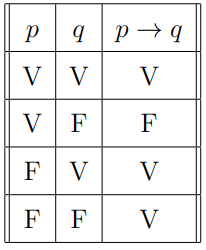 p q p → q
V V V
V F F
F V V
F F V